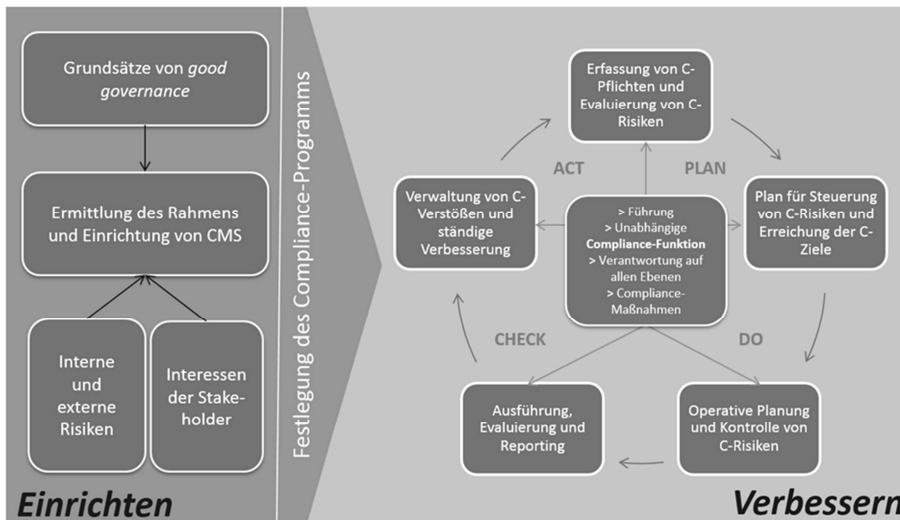 Grundsätze von good
governance
Ermittlung des Rahmens
und Einrichtung von CMS
Interne
und
externe
Risiken
Interessen
der Stake-
holder
Einrichten
Festlegung des Compliance-Programms
Erfassung von C-
Pflichten und
Evaluierung von C-
Risiken
ACT
PLAN
Verwaltung von C-
Verstößen und
ständige
Verbesserung
> Führung
> Unabhängige
Compliance-Funktion
> Verantwortung auf
allen Ebenen
> Compliance-
Maßnahmen
Plan für Steuerung
von C-Risiken und
Erreichung der C-
Ziele
CHECK
DO
Ausführung,
Evaluierung und
Reporting
Operative Planung
und Kontrolle von
C-Risiken
Verbessern